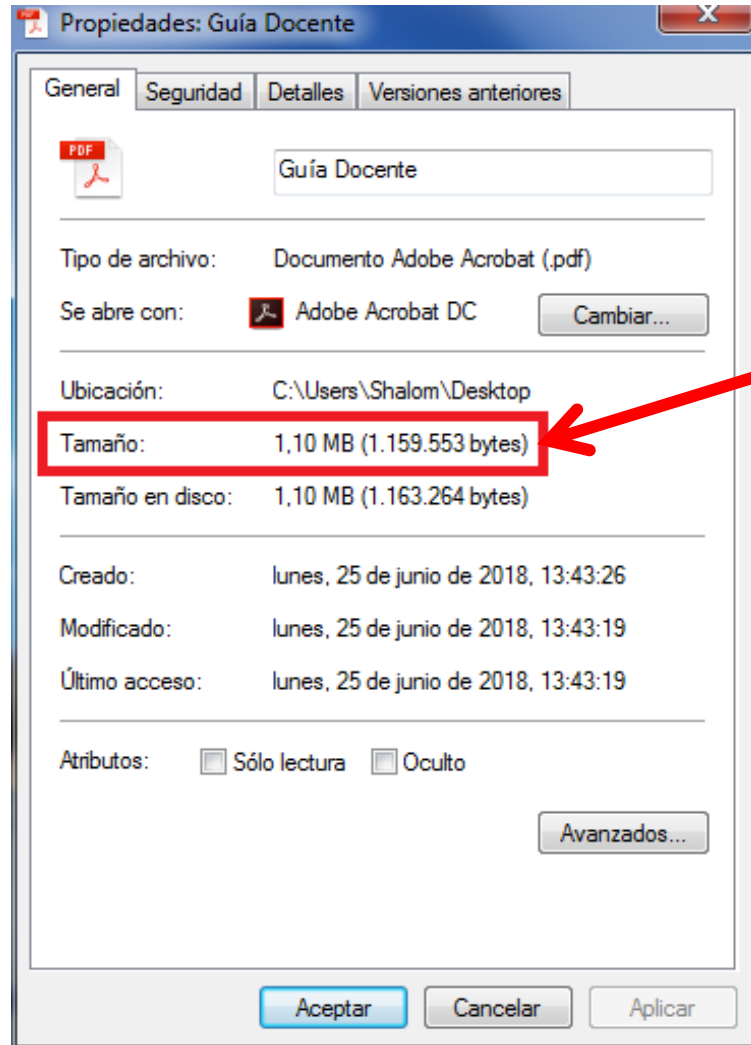 Propiedades: Guía Docente
General Seguridad Detalles Versiones anteriores
PDF
Guía Docente
Tipo de archivo: Documento Adobe Acrobat (.pdf)
Se abre con: Adobe Acrobat DC Cambiar...
Ubicación: C:\Users\Shalom\Desktop
Tamaño: 1,10 MB (1.159.553 bytes)
Tamaño en disco: 1,10 MB (1.163.264 bytes)
Creado: lunes, 25 de junio de 2018, 13:43:26
Modificado: lunes, 25 de junio de 2018, 13:43:19
Último acceso: lunes, 25 de junio de 2018, 13:43:19
Atributos: Sólo lectura Oculto
Avanzados...
Aceptar Cancelar Aplicar